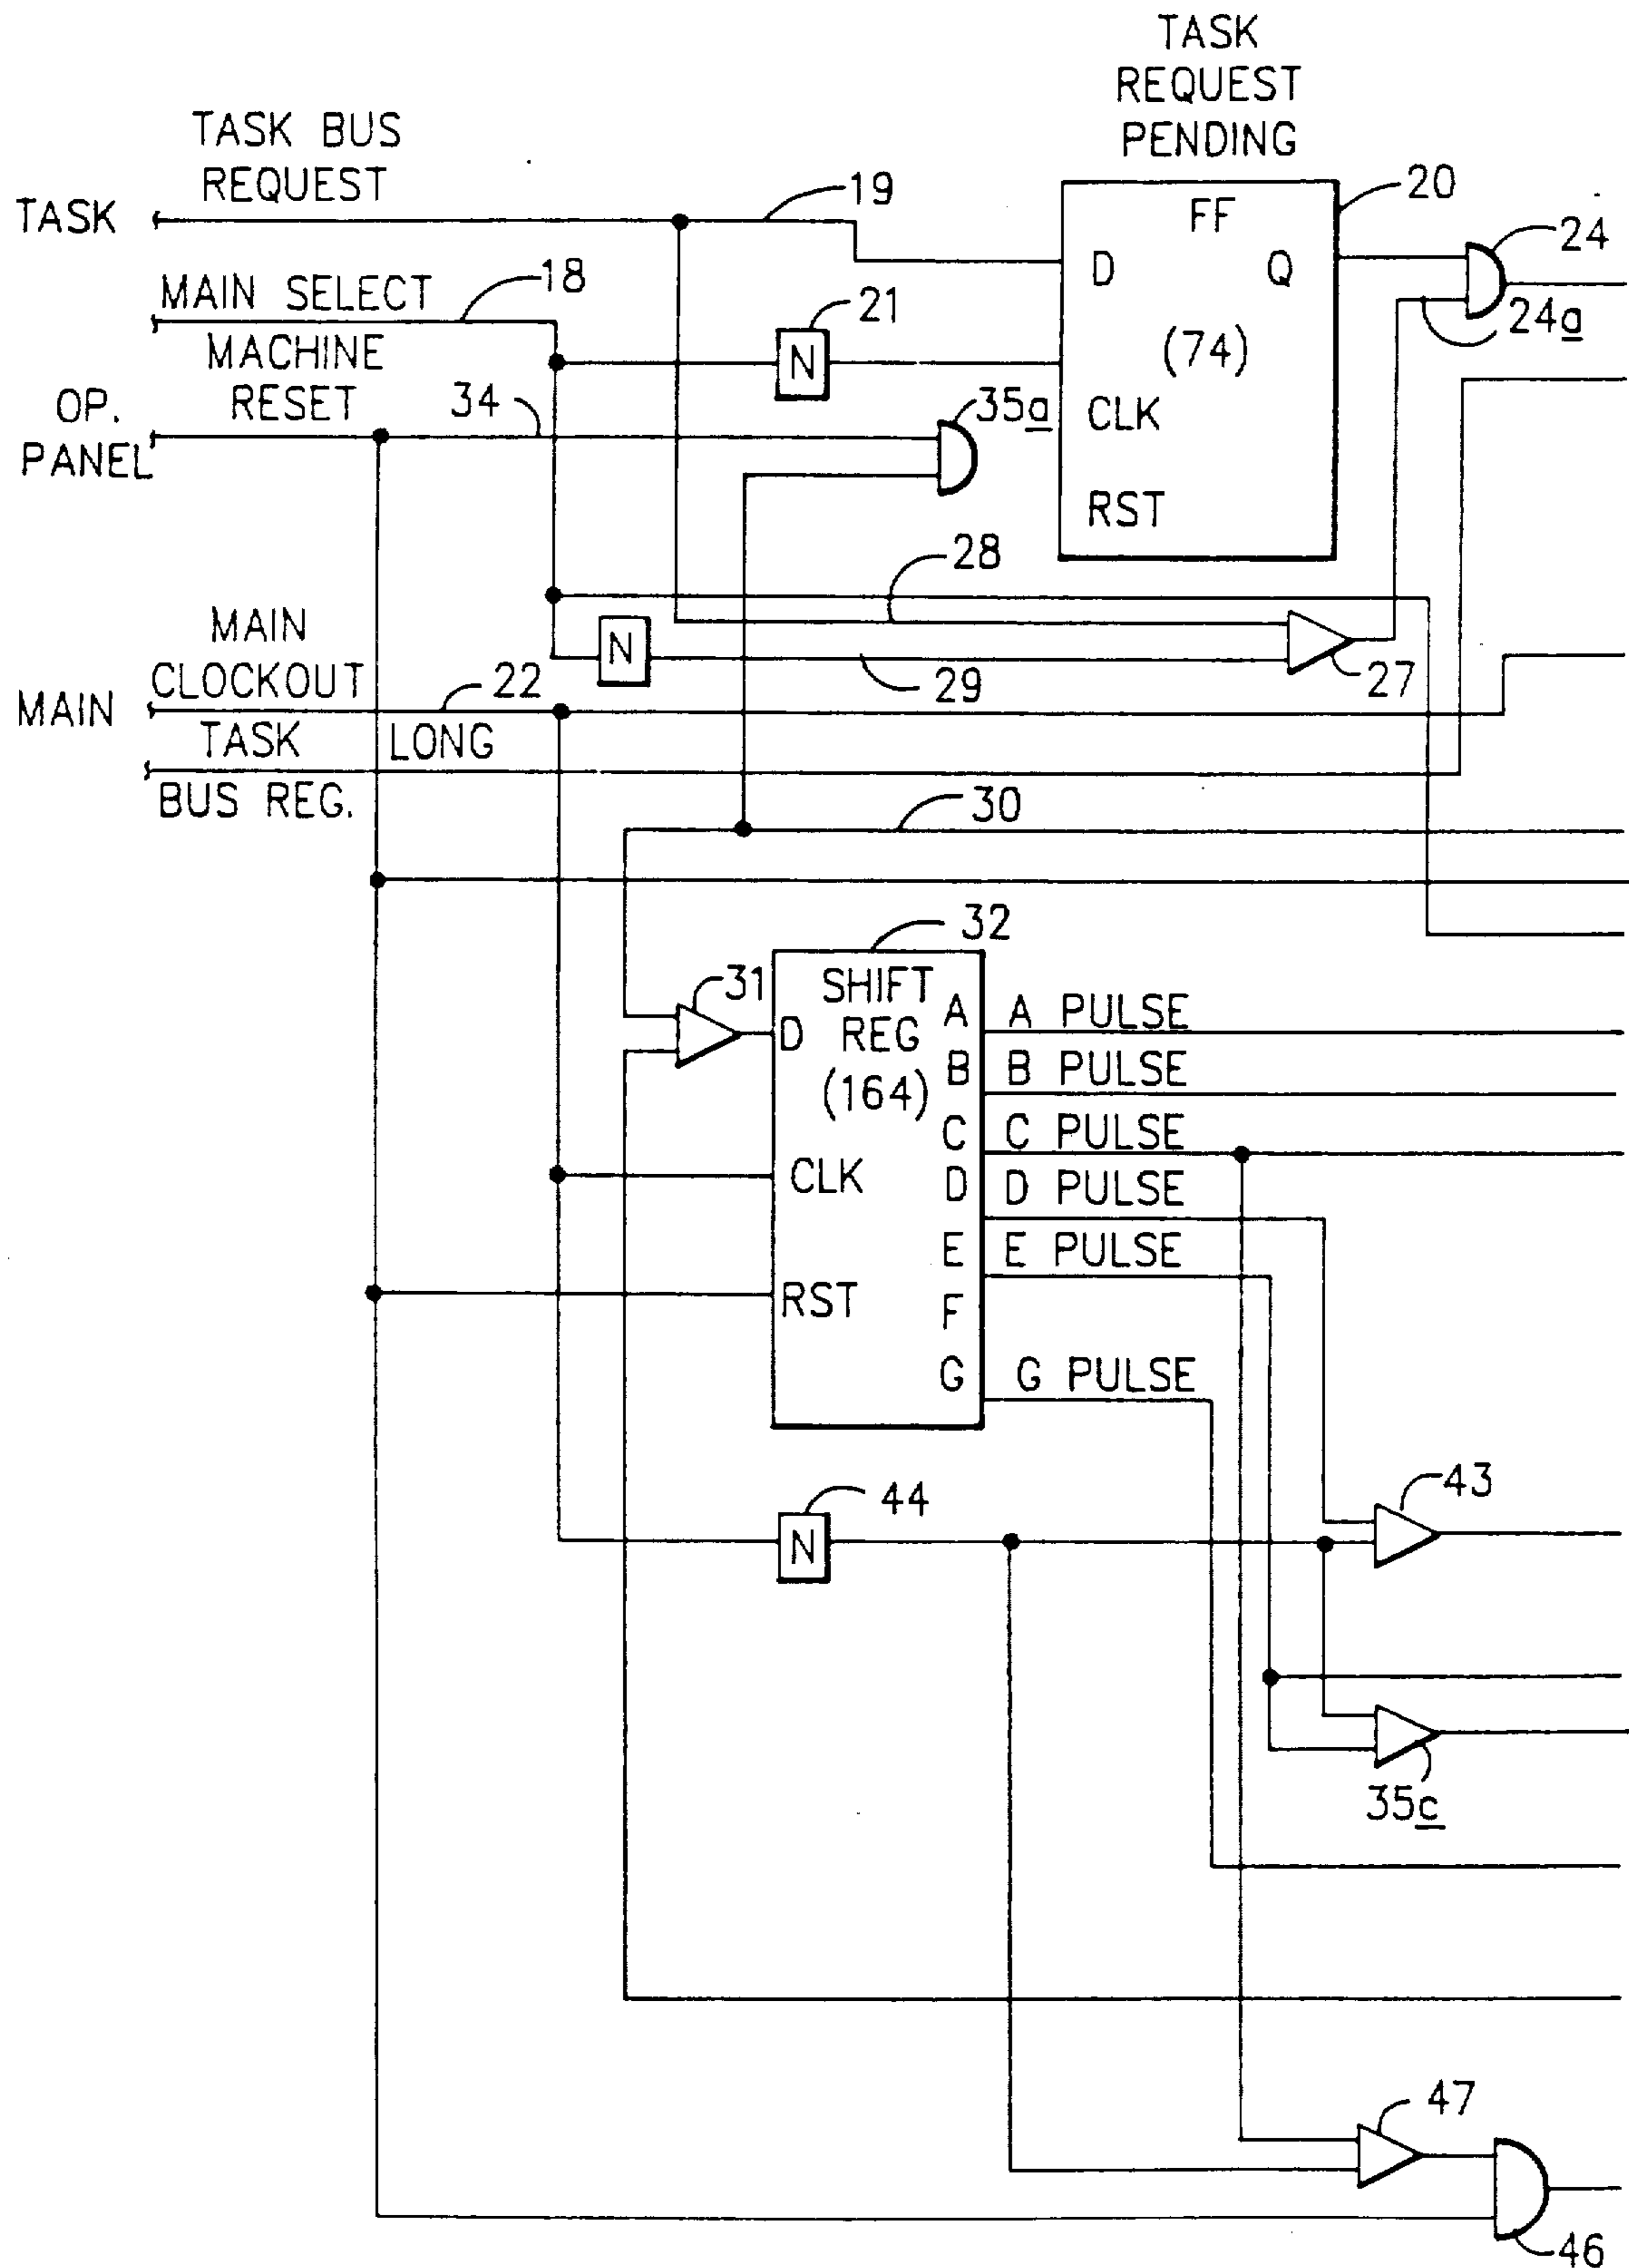 TASK
REQUEST
PENDING
TASK BUS
REQUEST
TASK
19
20
FF
D
Q
24
MAIN SELECT
18
21
N
(74)
24a
MACHINE
RESET
OP.
PANEL
34
35a
CLK
RST
28
MAIN
CLOCKOUT
N
29
27
MAIN
22
TASK
LONG
BUS REG.
30
32
31
SHIFT
REG
(164)
D
CLK
RST
A
A PULSE
B
B PULSE
C
C PULSE
D
D PULSE
E
E PULSE
F
G
G PULSE
44
N
43
35c
47
46